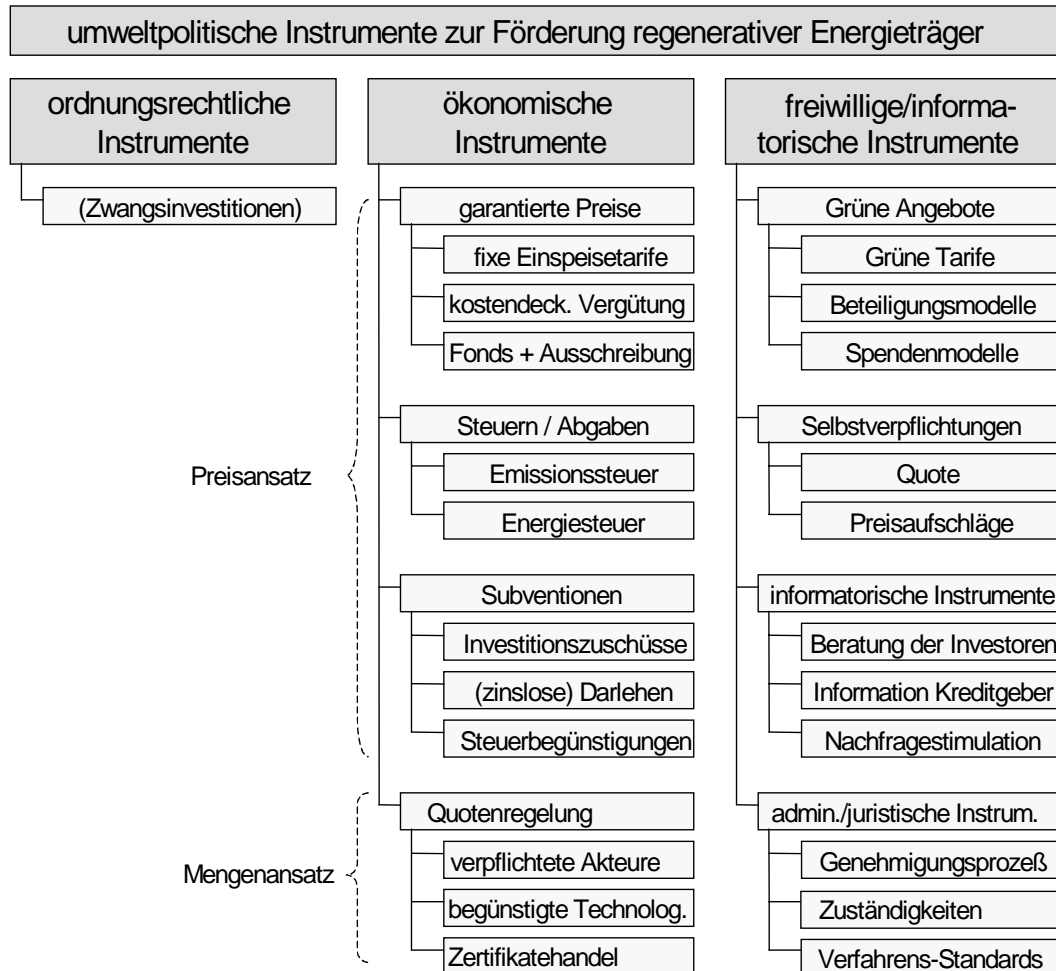 umweltpolitische Instrumente zur Förderung regenerativer Energieträger
ordnungsrechtliche
Instrumente
(Zwangsinvestitionen)
ökonomische
Instrumente
Preisansatz
garantierte Preise
fixe Einspeisetarife
kostendeck. Vergütung
Fonds + Ausschreibung
Steuern / Abgaben
Emissionssteuer
Energiesteuer
Subventionen
Investitionszuschüsse
(zinslose) Darlehen
Steuerbegünstigungen
Mengenansatz
Quotenregelung
verpflichtete Akteure
begünstigte Technolog.
Zertifikatehandel
freiwillige/informa-
torische Instrumente
Grüne Angebote
Grüne Tarife
Beteiligungsmodelle
Spendenmodelle
Selbstverpflichtungen
Quote
Preisaufschläge
informatorische Instrumente
Beratung der Investoren
Information Kreditgeber
Nachfragestimulation
admin./juristische Instrum.
Genehmigungsprozeß
Zuständigkeiten
Verfahrens-Standards